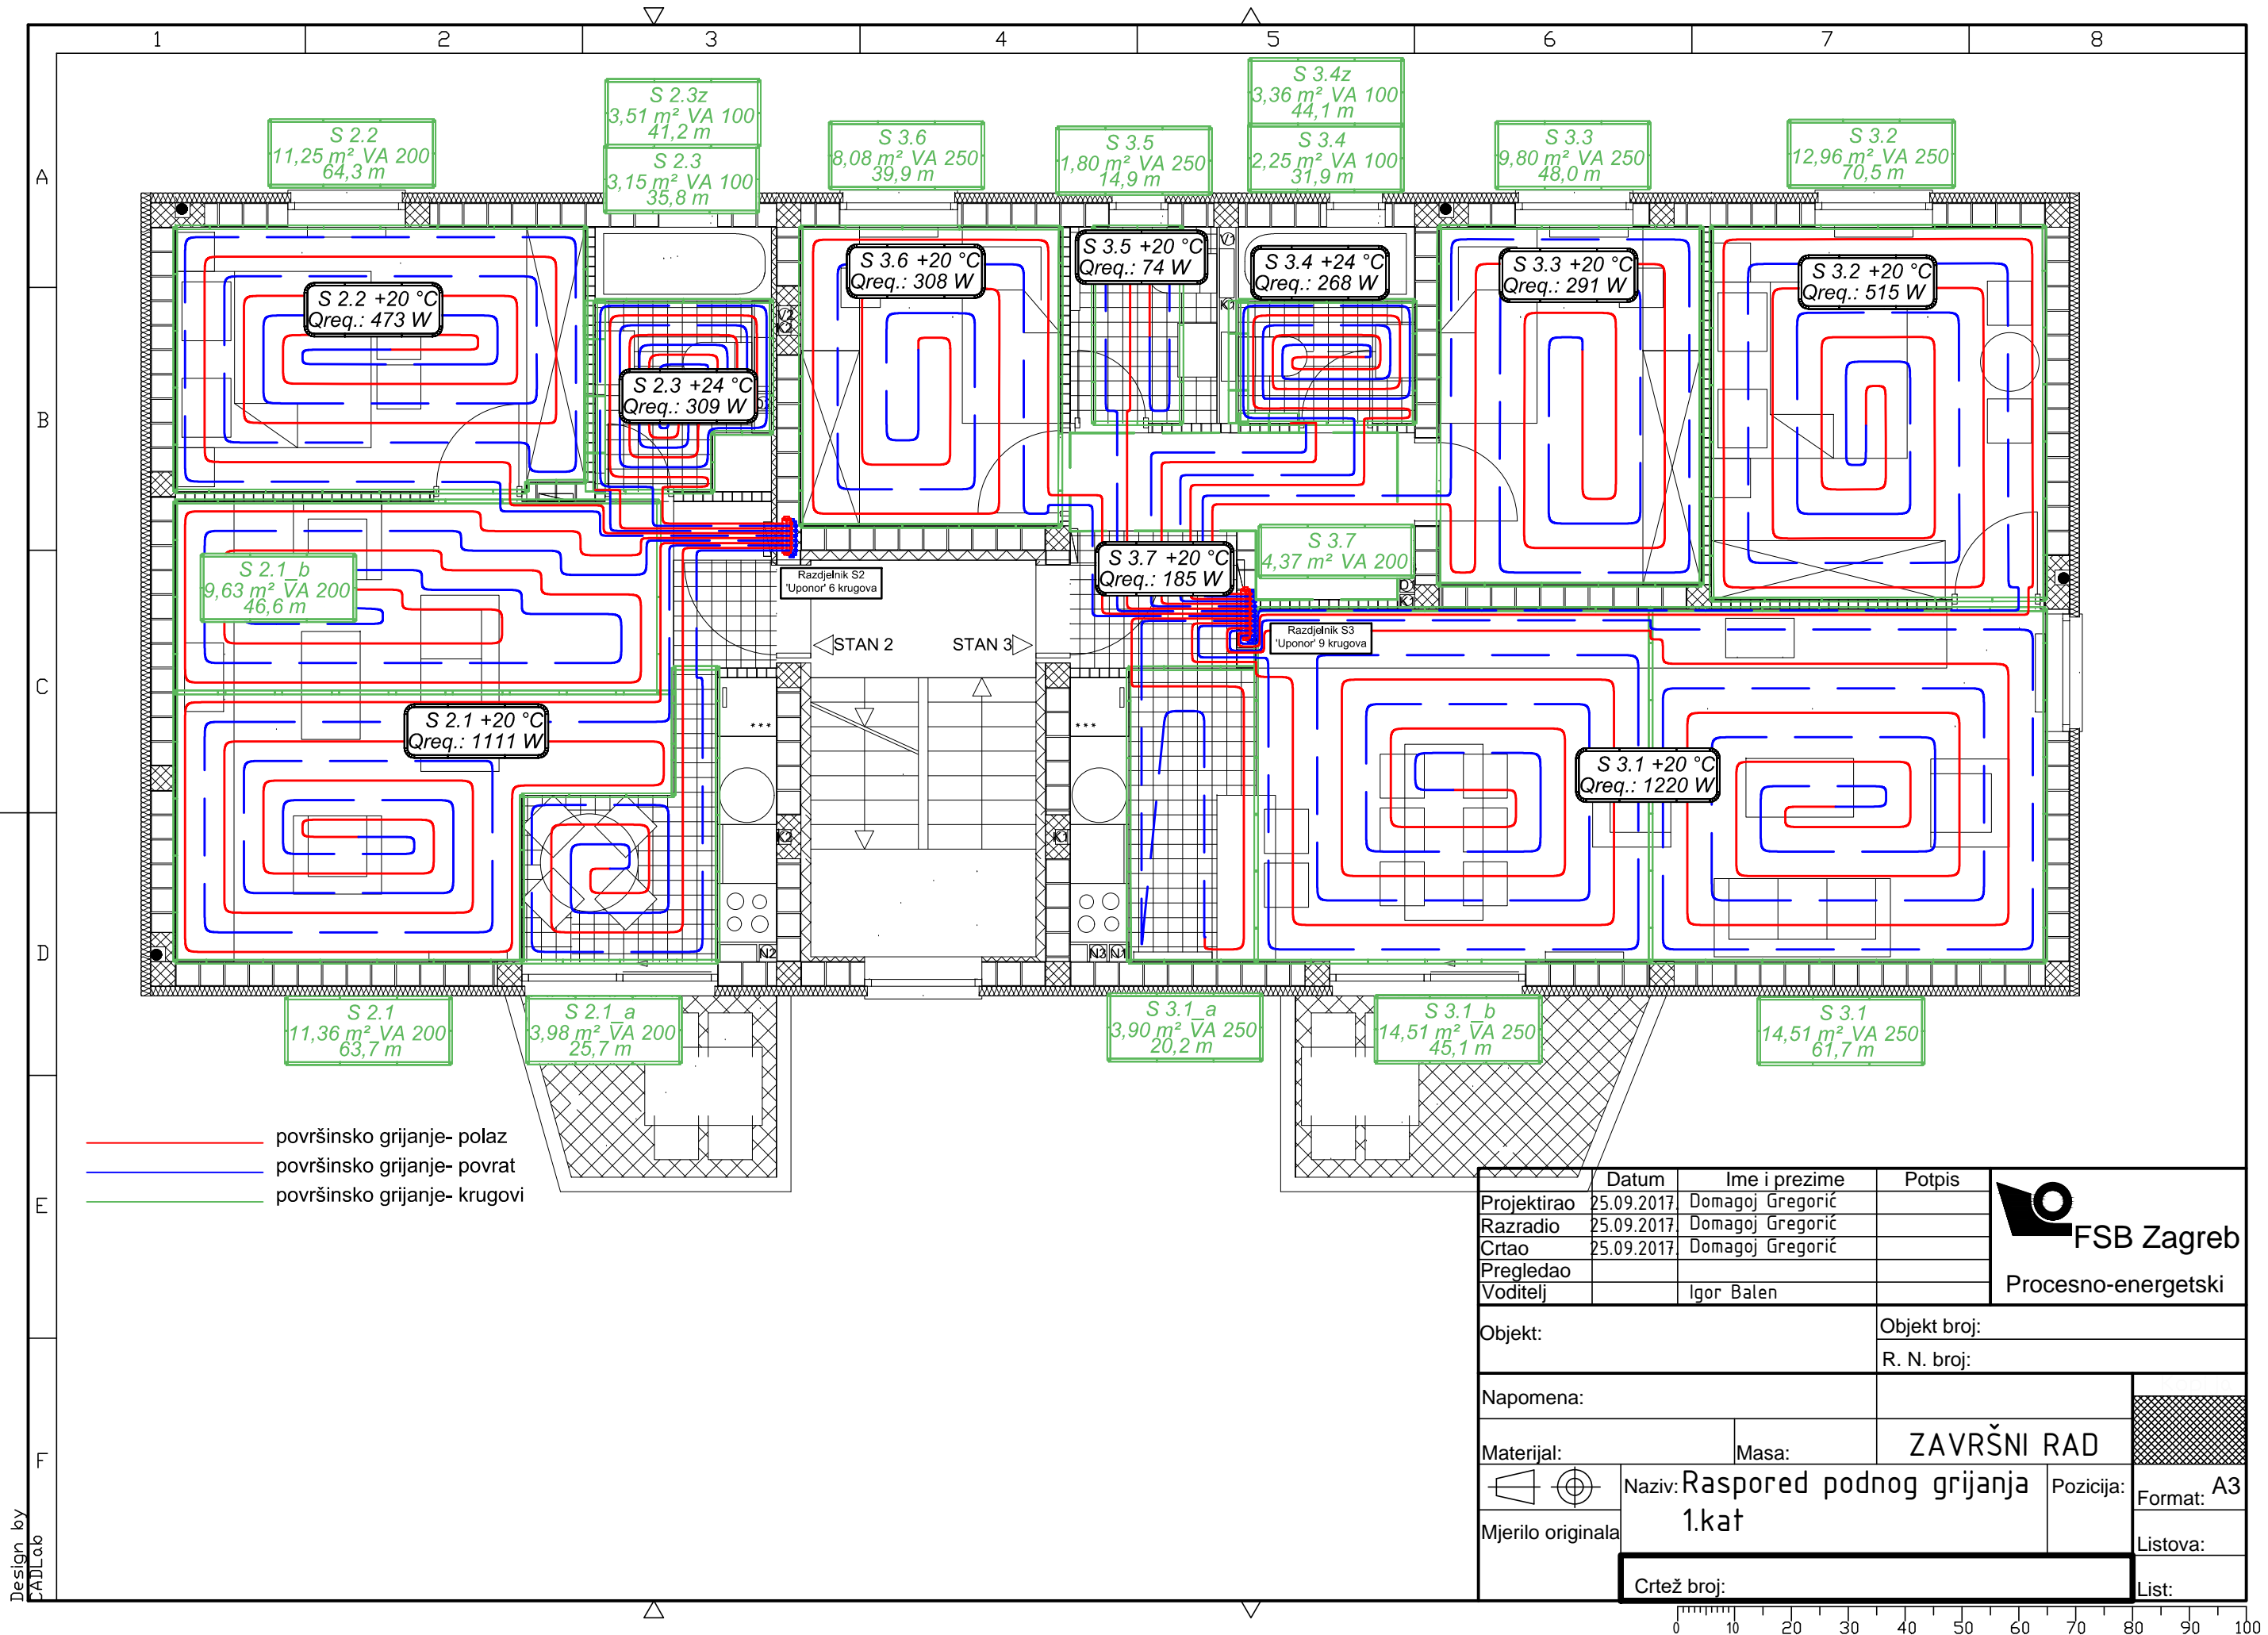 1 2 3 4 5 6 7 8
A
B
C
D
E
F
S 2.2
11,25 m² VA 200
64,3 m
S 2.3z
3,51 m² VA 100
41,2 m
S 2.3
3,15 m² VA 100
35,8 m
S 3.6
8,08 m² VA 250
39,9 m
S 3.5
1,80 m² VA 250
14,9 m
S 3.4z
3,36 m² VA 100
44,1 m
S 3.4
2,25 m² VA 100
31,9 m
S 3.3
9,80 m² VA 250
48,0 m
S 3.2
12,96 m² VA 250
70,5 m
S 2.2 +20 °C
Qreq.: 473 W
S 2.3 +24 °C
Qreq.: 309 W
S 3.6 +20 °C
Qreq.: 308 W
S 3.5 +20 °C
Qreq.: 74 W
S 3.4 +24 °C
Qreq.: 268 W
S 3.3 +20 °C
Qreq.: 291 W
S 3.2 +20 °C
Qreq.: 515 W
K2
K1
S 2.1_b
9,63 m² VA 200
46,6 m
Razdjelnik S2
'Uponor' 6 krugova
S 3.7 +20 °C
Qreq.: 185 W
S 3.7
4,37 m² VA 200
K1
Razdjelnik S3
'Uponor' 9 krugova
STAN 2
STAN 3
S 2.1 +20 °C
Qreq.: 1111 W
***
***
S 3.1 +20 °C
Qreq.: 1220 W
K2
K1
N2
N3 N1
S 2.1
11,36 m² VA 200
63,7 m
S 2.1_a
3,98 m² VA 200
25,7 m
S 3.1_a
3,90 m² VA 250
20,2 m
S 3.1_b
14,51 m² VA 250
45,1 m
S 3.1
14,51 m² VA 250
61,7 m
površinsko grijanje- polaz
površinsko grijanje- povrat
površinsko grijanje- krugovi
Datum Ime i prezime Potpis
Projektirao 25.09.2017. Domagoj Gregorić
Razradio 25.09.2017. Domagoj Gregorić
Crtao 25.09.2017. Domagoj Gregorić
Pregledao
Voditelj Igor Balen
FSB Zagreb
Procesno-energetski
Objekt:
Objekt broj:
R. N. broj:
Napomena:
Materijal:
Masa:
ZAVRŠNI RAD
Naziv: Raspored podnog grijanja
1.kat
Pozicija:
Format: A3
Mjerilo originala
Listova:
Crtež broj:
List:
Design by
CADLab
0 10 20 30 40 50 60 70 80 90 100